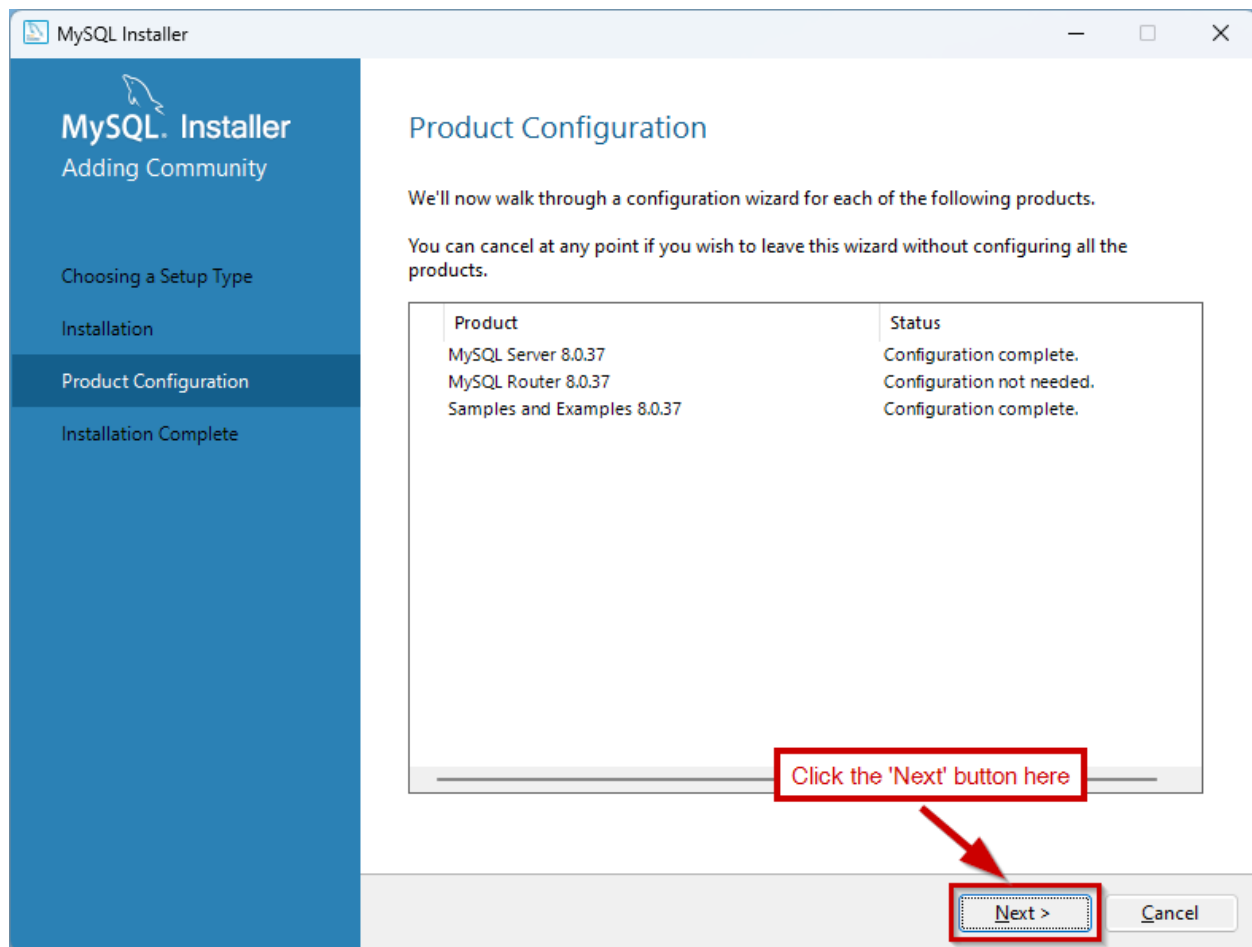 MySQL Installer
MySQL. Installer
Adding Community
Choosing a Setup Type
Installation
Product Configuration
Installation Complete
Product Configuration
We'll now walk through a configuration wizard for each of the following products.
You can cancel at any point if you wish to leave this wizard without configuring all the
products.
Product Status
MySQL Server 8.0.37 Configuration complete.
MySQL Router 8.0.37 Configuration not needed.
Samples and Examples 8.0.37 Configuration complete.
Click the 'Next' button here
Next > Cancel